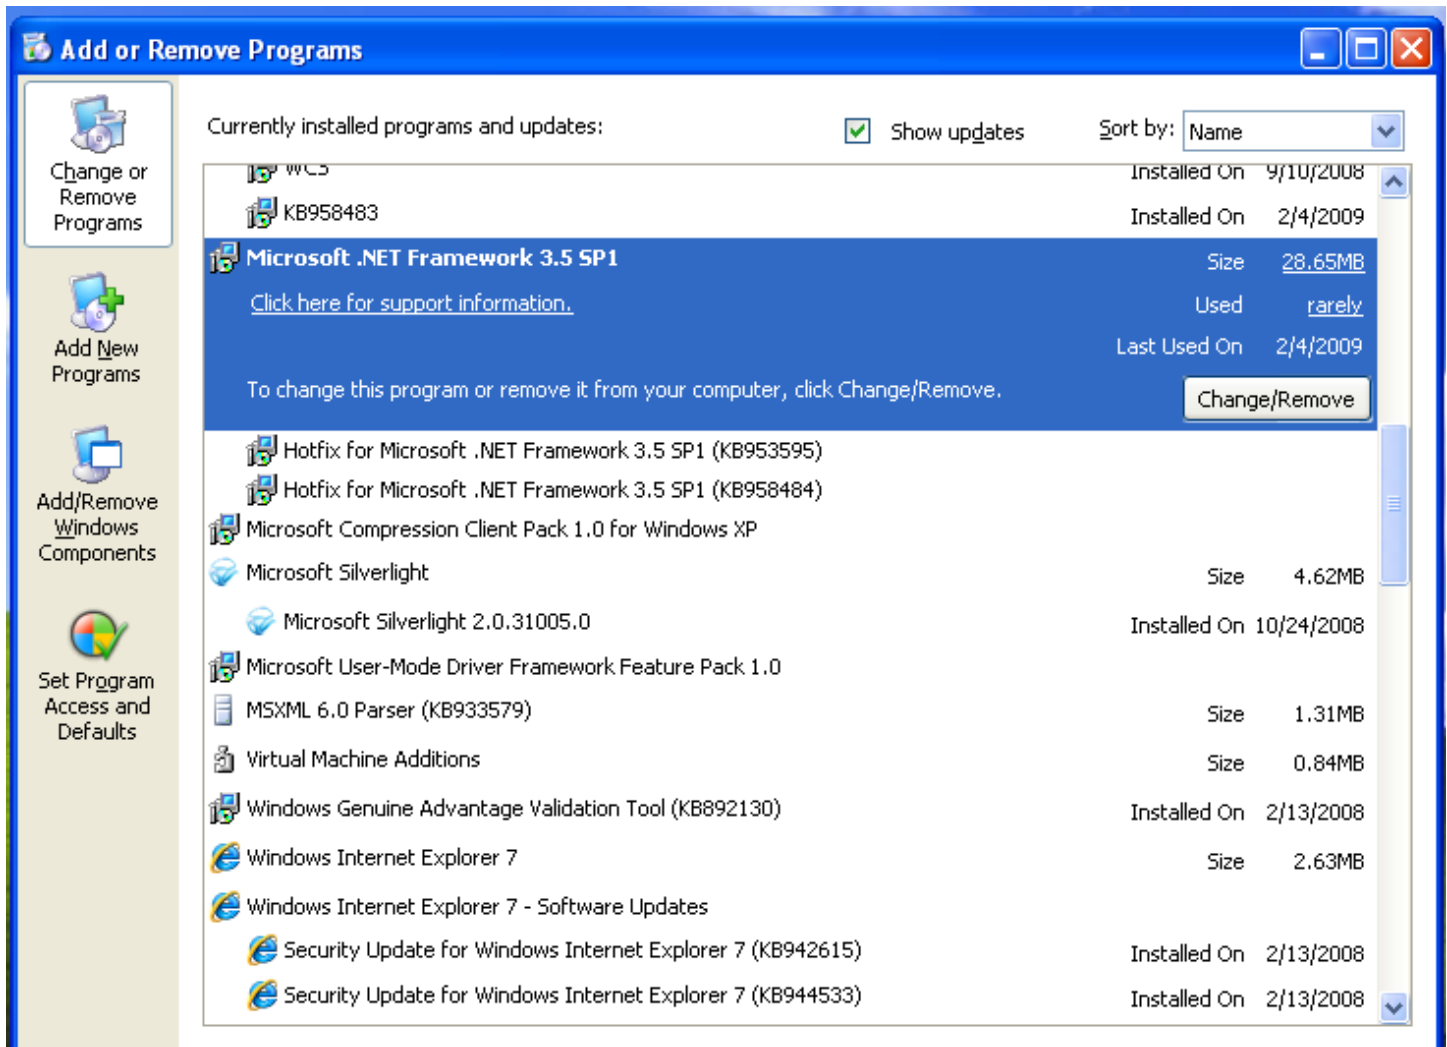 Add or Remove Programs
Change or
Remove
Programs
Add New
Programs
Add/Remove
Windows
Components
Set Program
Access and
Defaults
Currently installed programs and updates:
Show updates
Sort by: Name
WCS Installed On 9/10/2008
KB958483 Installed On 2/4/2009
Microsoft .NET Framework 3.5 SP1 Size 28.65MB
Click here for support information. Used rarely
Last Used On 2/4/2009
To change this program or remove it from your computer, click Change/Remove. Change/Remove
Hotfix for Microsoft .NET Framework 3.5 SP1 (KB953595)
Hotfix for Microsoft .NET Framework 3.5 SP1 (KB958484)
Microsoft Compression Client Pack 1.0 for Windows XP
Microsoft Silverlight Size 4.62MB
Microsoft Silverlight 2.0.31005.0 Installed On 10/24/2008
Microsoft User-Mode Driver Framework Feature Pack 1.0
MSXML 6.0 Parser (KB933579) Size 1.31MB
Virtual Machine Additions Size 0.84MB
Windows Genuine Advantage Validation Tool (KB892130) Installed On 2/13/2008
Windows Internet Explorer 7 Size 2.63MB
Windows Internet Explorer 7 - Software Updates
Security Update for Windows Internet Explorer 7 (KB942615) Installed On 2/13/2008
Security Update for Windows Internet Explorer 7 (KB944533) Installed On 2/13/2008